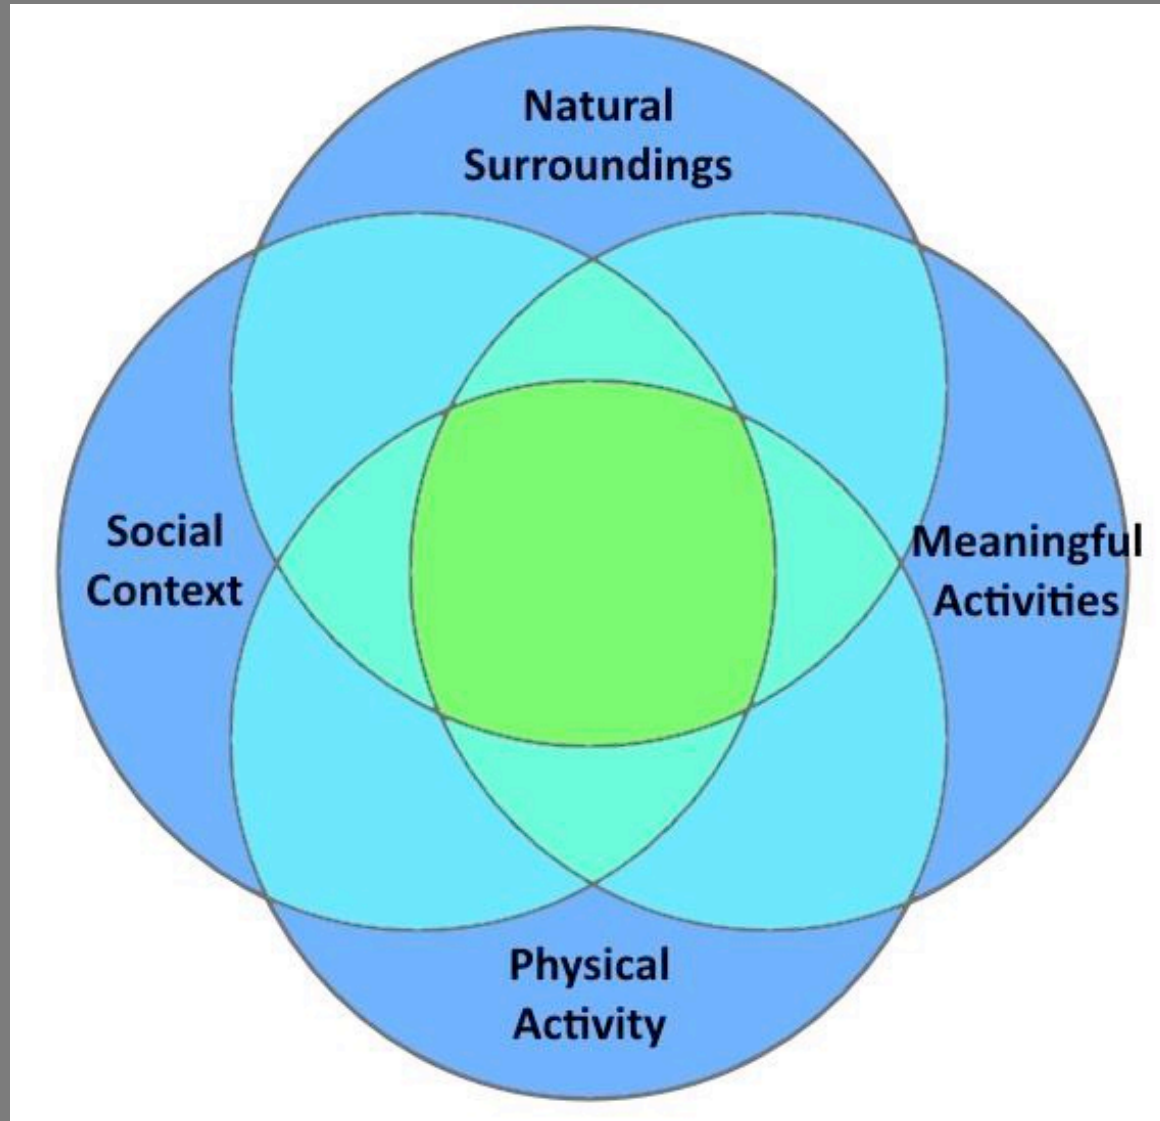 Natural
Surroundings
Social
Context
Meaningful
Activities
Physical
Activity